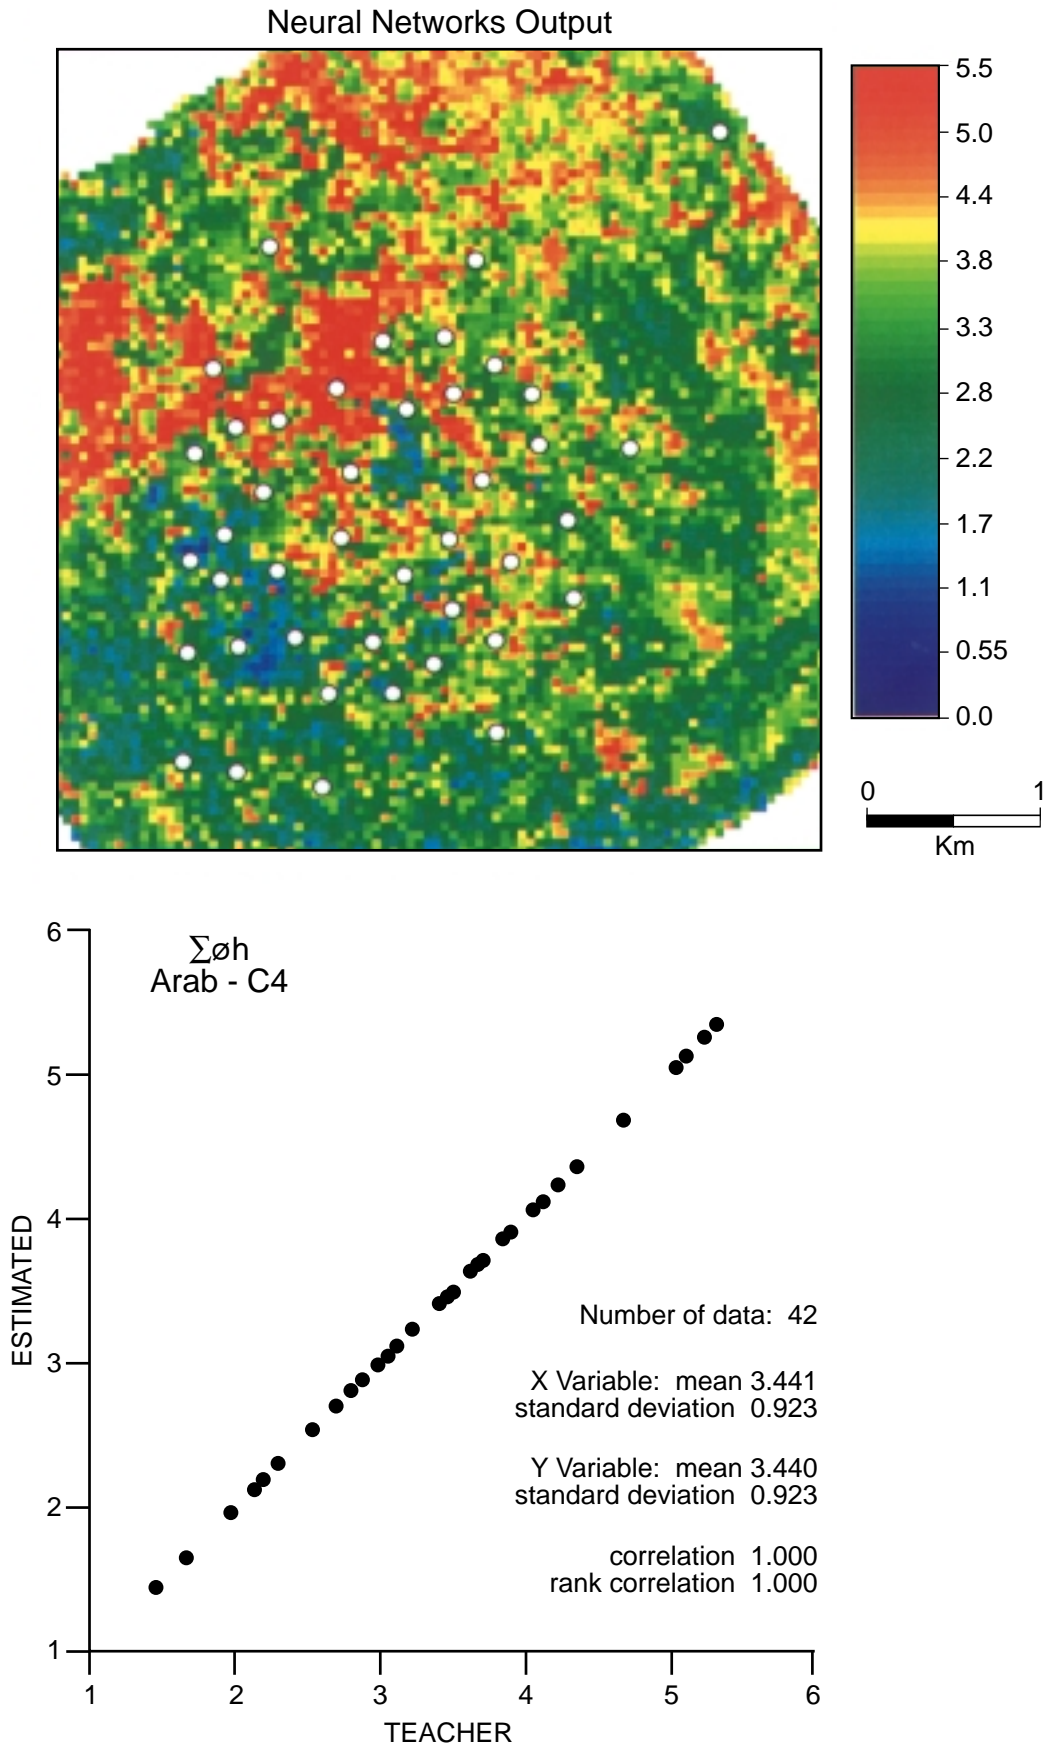 Neural Networks Output
5.5
5.0
4.4
3.8
3.3
2.8
2.2
1.7
1.1
0.55
0.0
0 1
Km
6
5
4
3
2
1
ESTIMATED
∑øh
Arab - C4
Number of data: 42
X Variable: mean 3.441
standard deviation 0.923
Y Variable: mean 3.440
standard deviation 0.923
correlation 1.000
rank correlation 1.000
1 2 3 4 5 6
TEACHER